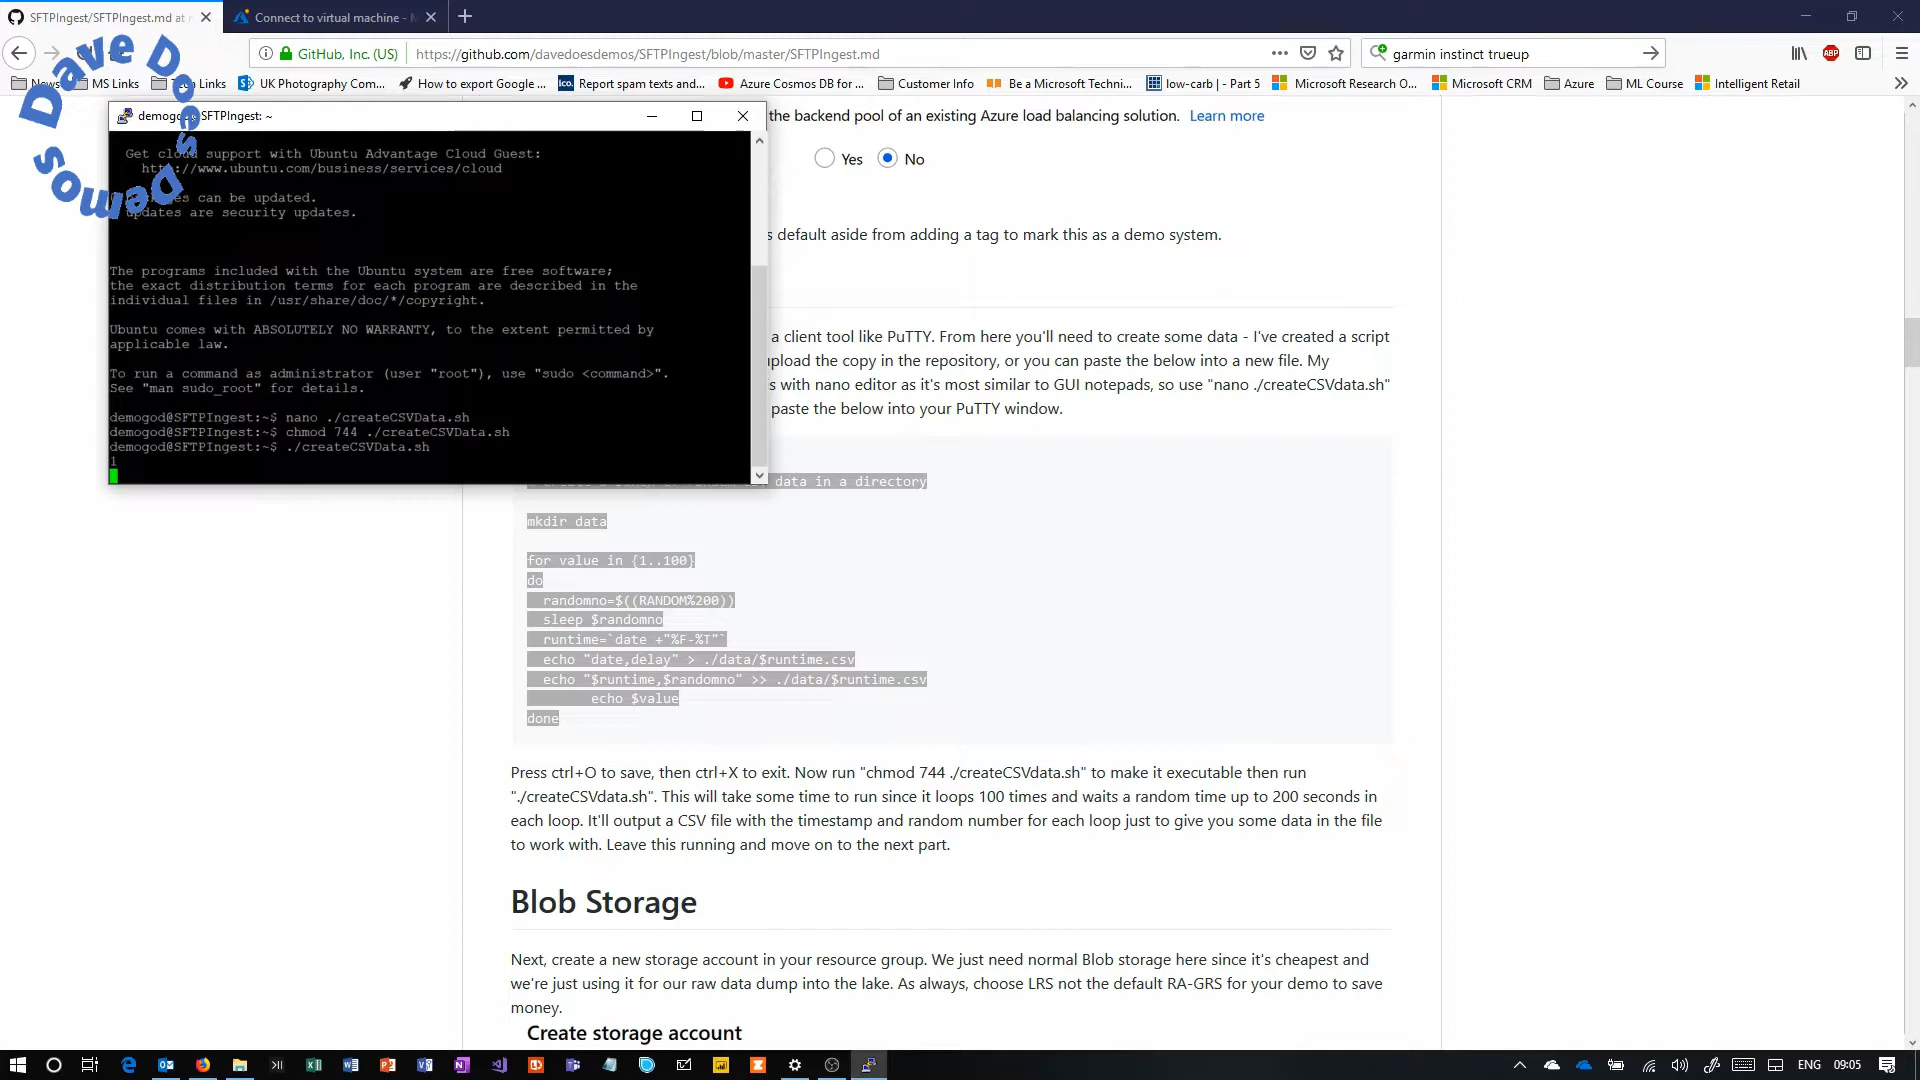 SFTPIngest/SFTPIngest.md at
Connect to virtual machine -
GitHub, Inc. (US)
https://github.com/davedoesdemos/SFTPIngest/blob/master/SFTPIngest.md
garmin instinct trueup
ABP
News
MS Links
Tech Links
UK Photography Com...
How to export Google ...
ico.
Report spam texts and...
Azure Cosmos DB for ...
Customer Info
Be a Microsoft Techni...
low-carb | - Part 5
Microsoft Research O...
Microsoft CRM
Azure
ML Course
Intelligent Retail
Dave Does Demos
demogod@SFTPIngest: ~
Get cloud support with Ubuntu Advantage Cloud Guest:
http://www.ubuntu.com/business/services/cloud
packages can be updated.
updates are security updates.
The programs included with the Ubuntu system are free software;
the exact distribution terms for each program are described in the
individual files in /usr/share/doc/*/copyright.
Ubuntu comes with ABSOLUTELY NO WARRANTY, to the extent permitted by
applicable law.
To run a command as administrator (user "root"), use "sudo <command>".
See "man sudo_root" for details.
demogod@SFTPIngest:~$ nano ./createCSVData.sh
demogod@SFTPIngest:~$ chmod 744 ./createCSVData.sh
demogod@SFTPIngest:~$ ./createCSVData.sh
1
the backend pool of an existing Azure load balancing solution. Learn more
Yes No
s default aside from adding a tag to mark this as a demo system.
a client tool like PuTTY. From here you'll need to create some data - I've created a script
upload the copy in the repository, or you can paste the below into a new file. My
s with nano editor as it's most similar to GUI notepads, so use "nano ./createCSVdata.sh"
paste the below into your PuTTY window.
data in a directory
mkdir data
for value in {1..100}
do
randomno=$((RANDOM%200))
sleep $randomno
runtime=`date +"%F-%T"`
echo "date,delay" > ./data/$runtime.csv
echo "$runtime,$randomno" >> ./data/$runtime.csv
echo $value
done
Press ctrl+O to save, then ctrl+X to exit. Now run "chmod 744 ./createCSVdata.sh" to make it executable then run
"./createCSVdata.sh". This will take some time to run since it loops 100 times and waits a random time up to 200 seconds in
each loop. It'll output a CSV file with the timestamp and random number for each loop just to give you some data in the file
to work with. Leave this running and move on to the next part.
Blob Storage
Next, create a new storage account in your resource group. We just need normal Blob storage here since it's cheapest and
we're just using it for our raw data dump into the lake. As always, choose LRS not the default RA-GRS for your demo to save
money.
Create storage account
ENG
09:05